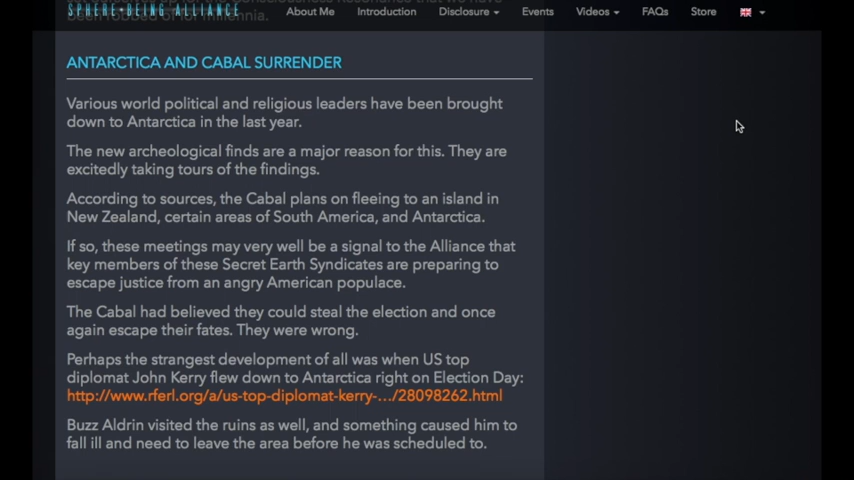 SPHERE BEING ALLIANCE
About Me
Introduction
Disclosure
Events
Videos
FAQs
Store
been robbed of for millennia.
ANTARCTICA AND CABAL SURRENDER
Various world political and religious leaders have been brought
down to Antarctica in the last year.
The new archeological finds are a major reason for this. They are
excitedly taking tours of the findings.
According to sources, the Cabal plans on fleeing to an island in
New Zealand, certain areas of South America, and Antarctica.
If so, these meetings may very well be a signal to the Alliance that
key members of these Secret Earth Syndicates are preparing to
escape justice from an angry American populace.
The Cabal had believed they could steal the election and once
again escape their fates. They were wrong.
Perhaps the strangest development of all was when US top
diplomat John Kerry flew down to Antarctica right on Election Day:
http://www.rferl.org/a/us-top-diplomat-kerry-…/28098262.html
Buzz Aldrin visited the ruins as well, and something caused him to
fall ill and need to leave the area before he was scheduled to.